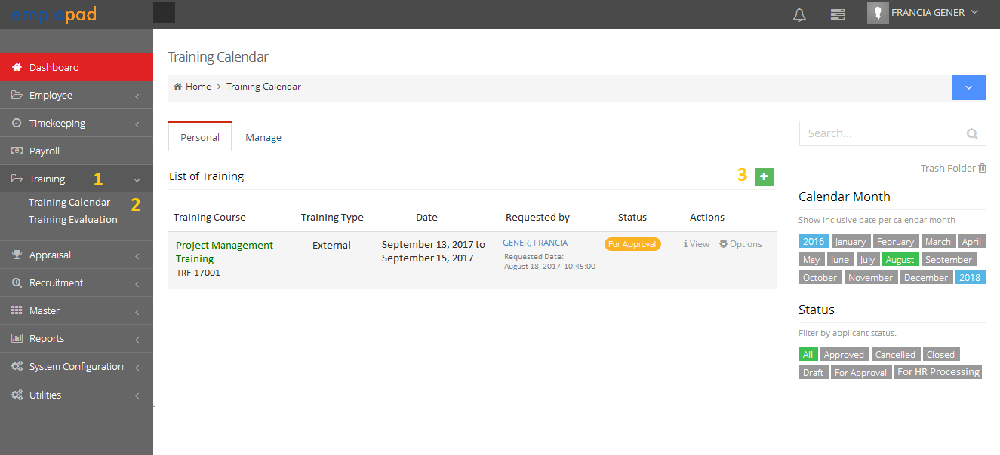 emplopad
FRANCIA GENER
Dashboard
Employee
Timekeeping
Payroll
Training 1
Training Calendar 2
Training Evaluation
Appraisal
Recruitment
Master
Reports
System Configuration
Utilities
Training Calendar
Home > Training Calendar
Personal Manage
List of Training 3 +
Training Course Training Type Date Requested by Status Actions
Project Management
Training
TRF-17001
External
September 13, 2017 to
September 15, 2017
GENER, FRANCIA
Requested Date:
August 18, 2017 10:45:00
For Approval
View Options
Search...
Trash Folder
Calendar Month
Show inclusive date per calendar month
2016 January February March April
May June July August September
October November December 2018
Status
Filter by applicant status.
All Approved Cancelled Closed
Draft For Approval For HR Processing